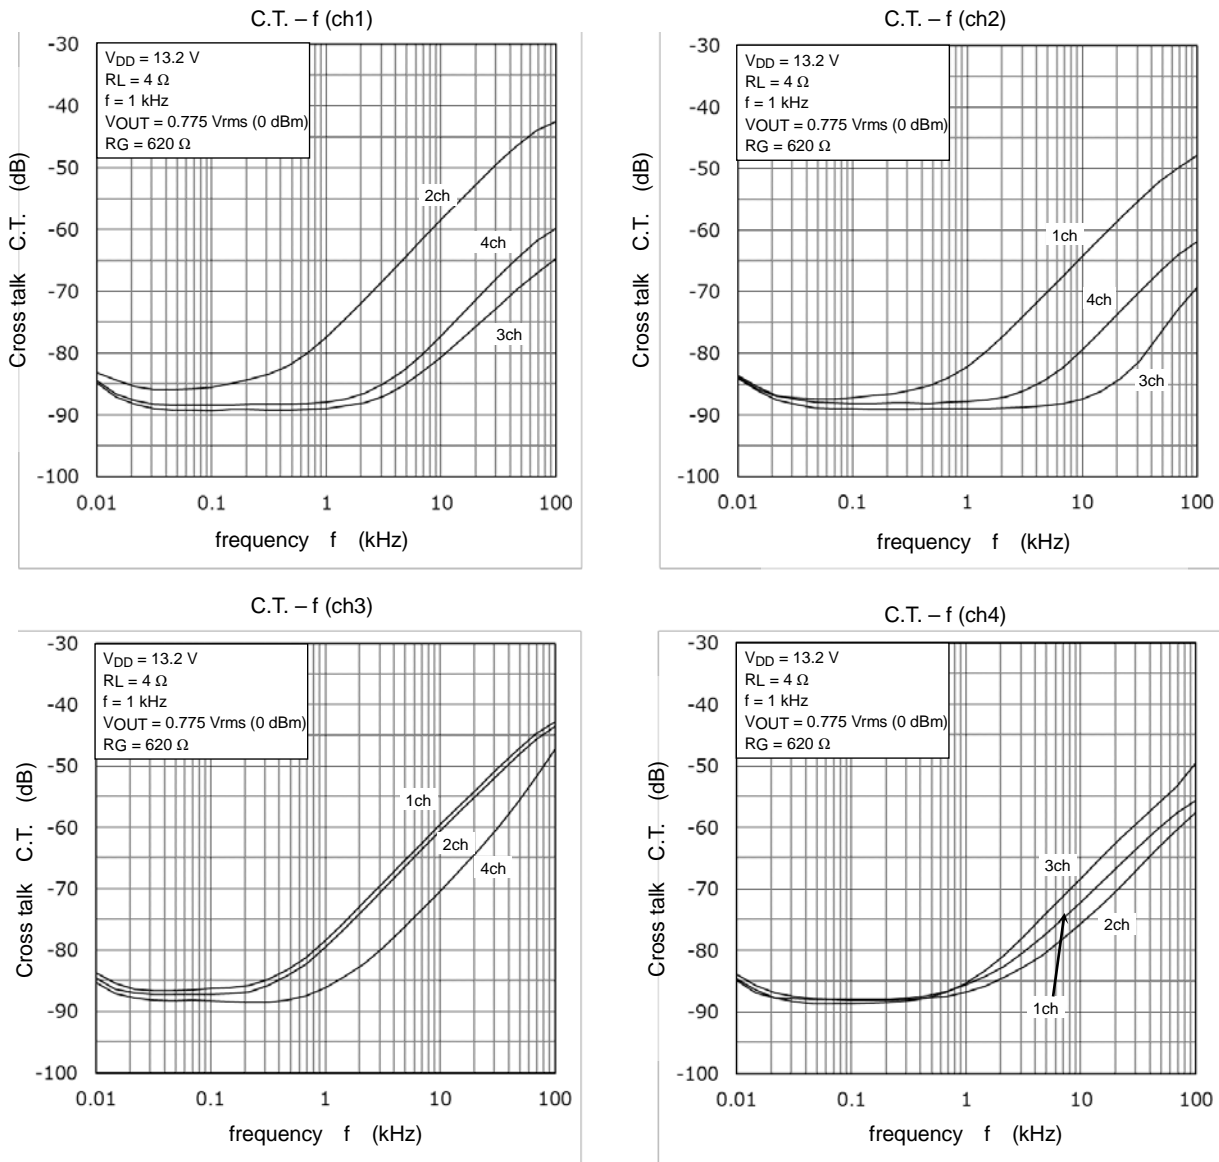 C.T. – f (ch1)
Cross talk C.T. (dB)
-30
-40
-50
-60
-70
-80
-90
-100
VDD = 13.2 V
RL = 4 Ω
f = 1 kHz
VOUT = 0.775 Vrms (0 dBm)
RG = 620 Ω
2ch
4ch
3ch
0.01 0.1 1 10 100
frequency f (kHz)
C.T. – f (ch2)
Cross talk C.T. (dB)
-30
-40
-50
-60
-70
-80
-90
-100
VDD = 13.2 V
RL = 4 Ω
f = 1 kHz
VOUT = 0.775 Vrms (0 dBm)
RG = 620 Ω
1ch
4ch
3ch
0.01 0.1 1 10 100
frequency f (kHz)
C.T. – f (ch3)
Cross talk C.T. (dB)
-30
-40
-50
-60
-70
-80
-90
-100
VDD = 13.2 V
RL = 4 Ω
f = 1 kHz
VOUT = 0.775 Vrms (0 dBm)
RG = 620 Ω
1ch
2ch
4ch
0.01 0.1 1 10 100
frequency f (kHz)
C.T. – f (ch4)
Cross talk C.T. (dB)
-30
-40
-50
-60
-70
-80
-90
-100
VDD = 13.2 V
RL = 4 Ω
f = 1 kHz
VOUT = 0.775 Vrms (0 dBm)
RG = 620 Ω
3ch
2ch
1ch
0.01 0.1 1 10 100
frequency f (kHz)